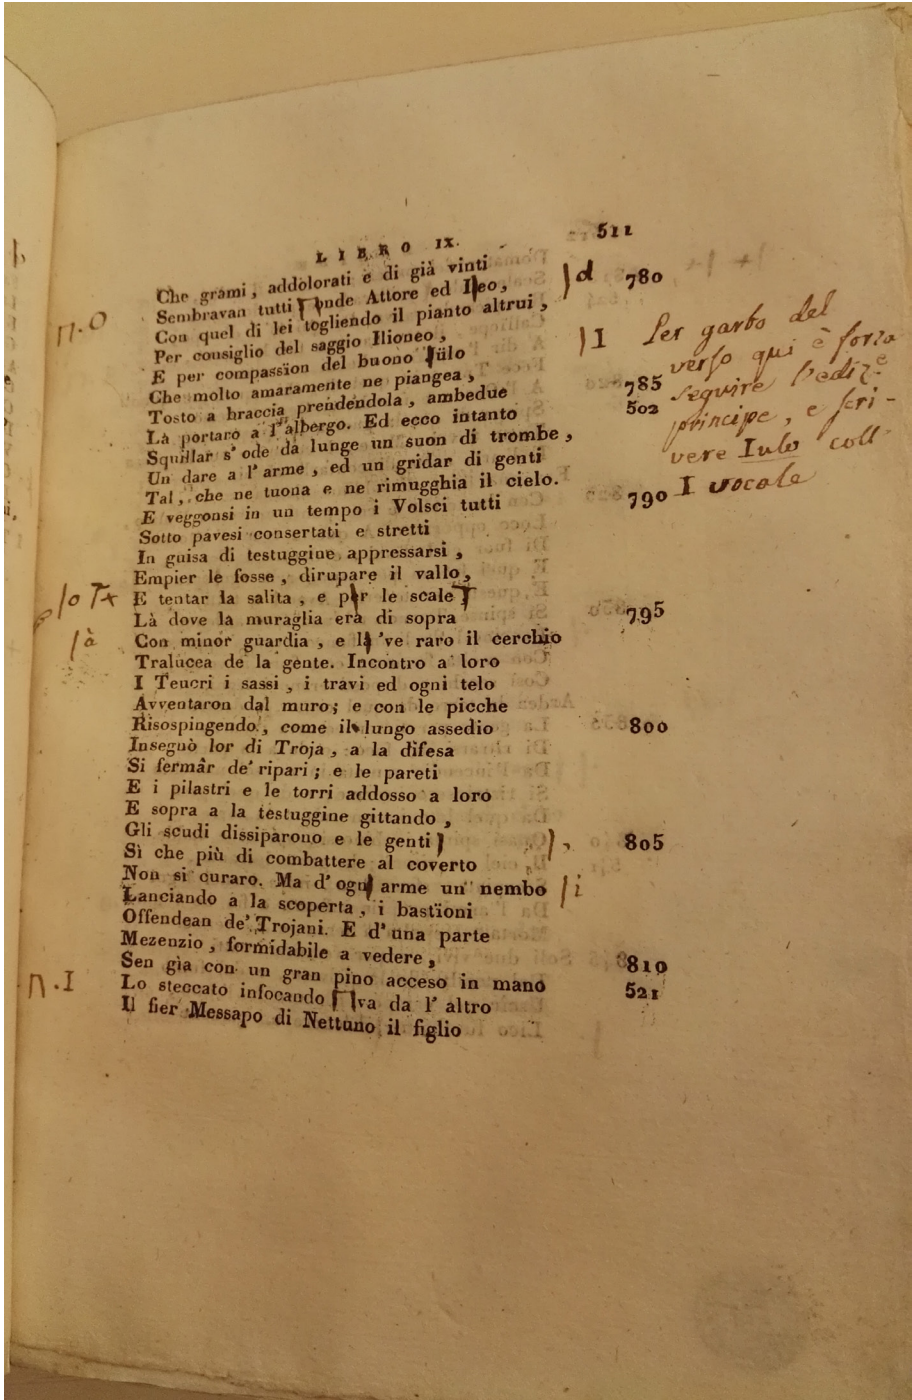 LIBRO IX. 511
Che grami, addolorati e di già vinti
Sembravan tutti onde Attore ed I eo, d 780
Con quel di lei togliendo il pianto altrui,
Per consiglio del saggio Ilioneo,
E per compassion del buono Jülo I
Che molto amaramente ne piangea, 785
Tosto a braccia prendendola, ambedue 502
Là portaro a l'albergo. Ed ecco intanto
Squillar s'ode da lunge un suon di trombe,
Un dare a l'arme, ed un gridar di genti
Tal, che ne tuona e ne rimugghia il cielo.
E veggonsi in un tempo i Volsci tutti 790
Sotto pavesi consertati e stretti
In guisa di testuggine appressarsi,
Empier le fosse, dirupare il vallo,
E tentar la salita, e per le scale
Là dove la muraglia era di sopra 795
Con minor guardia, e là 've raro il cerchio
Tralucea de la gente. Incontro a loro
I Teucri i sassi, i travi ed ogni telo
Avventaron dal muro; e con le picche
Risospingendo, come il lungo assedio 800
Insegnò lor di Troja, a la difesa
Si fermâr de' ripari; e le pareti
E i pilastri e le torri addosso a loro
E sopra a la testuggine gittando,
Gli scudi dissiparono e le genti , 805
Sì che più di combattere al coverto
Non si curaro. Ma d' ogni arme un nembo i
Lanciando a la scoperta, i bastïoni
Offendean de' Trojani. E d' una parte
Mezenzio, formidabile a vedere,
Sen gìa con un gran pino acceso in mano 810
Lo steccato infocando Iva da l' altro 521
Il fier Messapo di Nettuno il figlio
Π.O
à
Π.I
Per garbo del
verso qui è forza
seguire l'ediz.e
principe, e scri-
vere Iulo coll'
I vocale